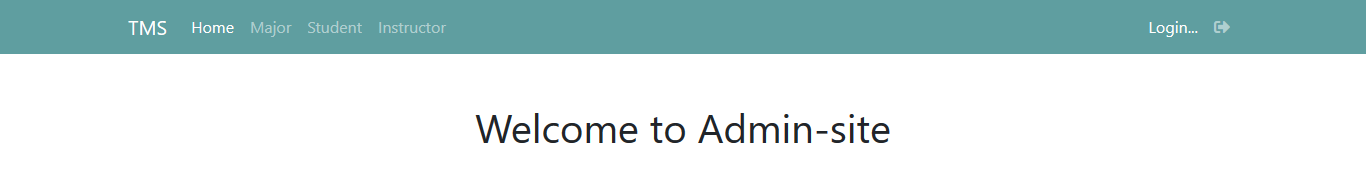 TMS Home Major Student Instructor Login...
Welcome to Admin-site